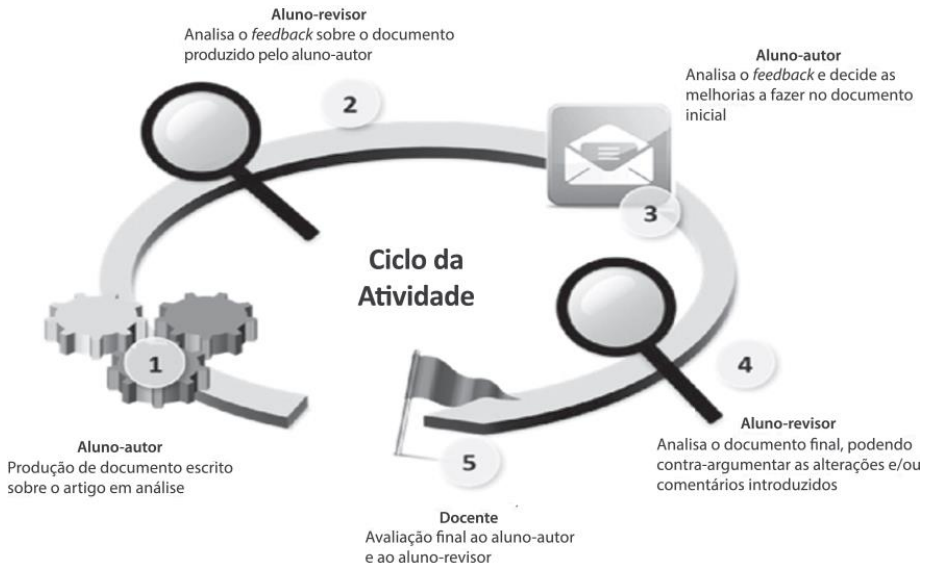 Aluno-revisor
Analisa o feedback sobre o documento
produzido pelo aluno-autor
2
Aluno-autor
Analisa o feedback e decide as
melhorias a fazer no documento
inicial
3
Ciclo da
Atividade
1
Aluno-autor
Produção de documento escrito
sobre o artigo em análise
4
Aluno-revisor
Analisa o documento final, podendo
contra-argumentar as alterações e/ou
comentários introduzidos
5
Docente
Avaliação final ao aluno-autor
e ao aluno-revisor